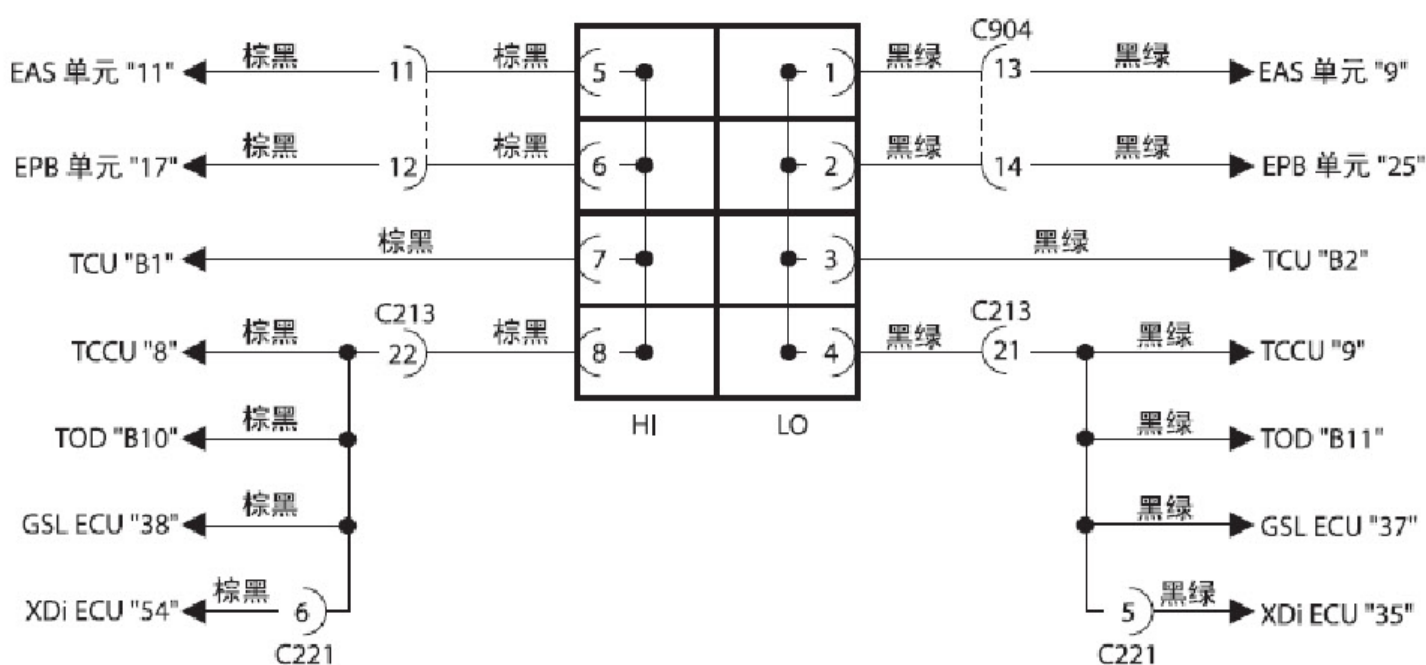 C904
EAS 单元 "11" 棕黑 11 棕黑 5 1 黑绿 13 黑绿 EAS 单元 "9"
EPB 单元 "17" 棕黑 12 棕黑 6 2 黑绿 14 黑绿 EPB 单元 "25"
TCU "B1" 棕黑 7 3 黑绿 TCU "B2"
C213 C213
TCCU "8" 棕黑 22 棕黑 8 4 黑绿 21 黑绿 TCCU "9"
HI LO
TOD "B10" 棕黑 黑绿 TOD "B11"
GSL ECU "38" 棕黑 黑绿 GSL ECU "37"
XDi ECU "54" 棕黑 6 5 黑绿 XDi ECU "35"
C221 C221